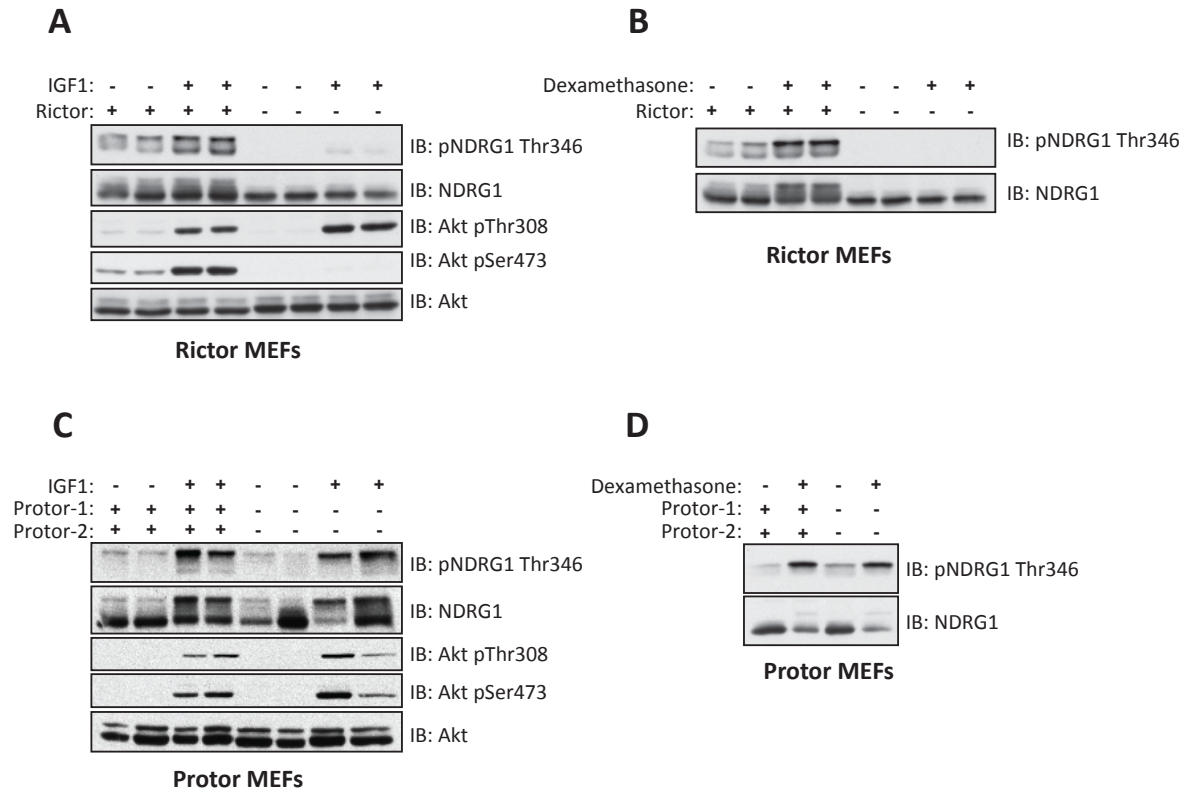 A
IGF1: - - + + - - + +
Rictor: + + + + - - - -
IB: pNDRG1 Thr346
IB: NDRG1
IB: Akt pThr308
IB: Akt pSer473
IB: Akt
Rictor MEFs
B
Dexamethasone: - - + + - - + +
Rictor: + + + + - - - -
IB: pNDRG1 Thr346
IB: NDRG1
Rictor MEFs
C
IGF1: - - + + - - + +
Protor-1: + + + + - - - -
Protor-2: + + + + - - - -
IB: pNDRG1 Thr346
IB: NDRG1
IB: Akt pThr308
IB: Akt pSer473
IB: Akt
Protor MEFs
D
Dexamethasone: - + - +
Protor-1: + + - -
Protor-2: + + - -
IB: pNDRG1 Thr346
IB: NDRG1
Protor MEFs